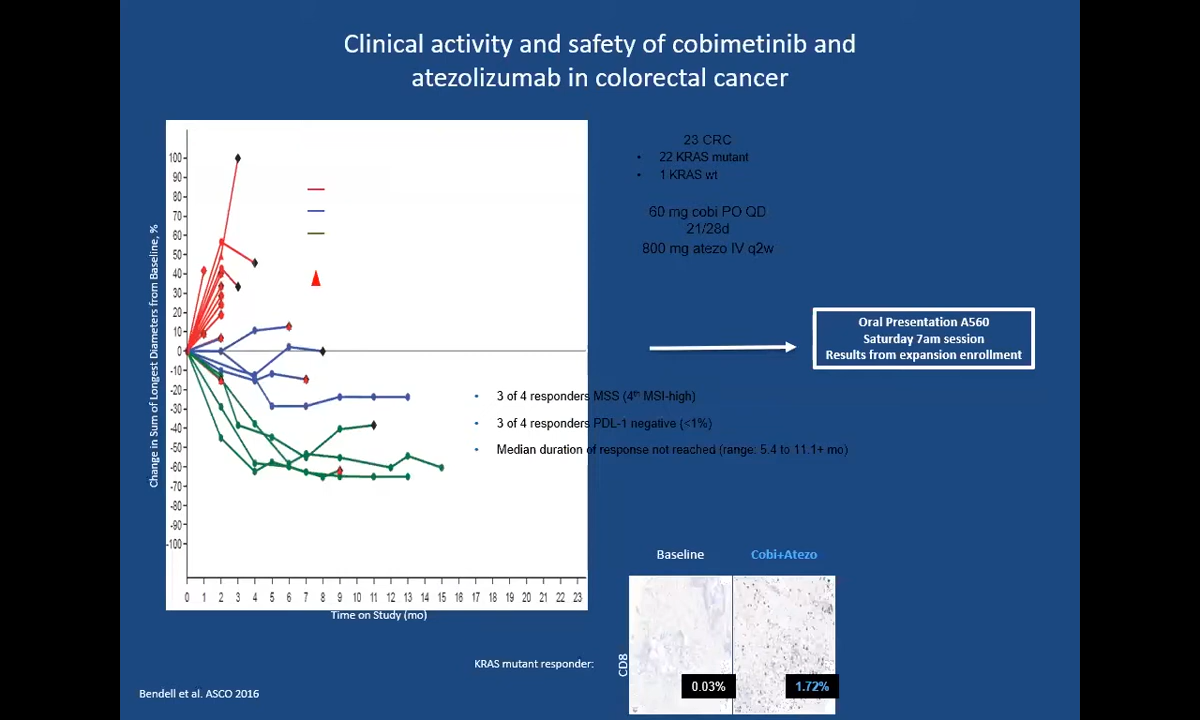 Clinical activity and safety of cobimetinib and
atezolizumab in colorectal cancer
Change in Sum of Longest Diameters from Baseline, %
100
90
80
70
60
50
40
30
20
10
0
-10
-20
-30
-40
-50
-60
-70
-80
-90
-100
0 1 2 3 4 5 6 7 8 9 10 11 12 13 14 15 16 17 18 19 20 21 22 23
Time on Study (mo)
23 CRC
• 22 KRAS mutant
• 1 KRAS wt
60 mg cobi PO QD
21/28d
800 mg atezo IV q2w
Oral Presentation A560
Saturday 7am session
Results from expansion enrollment
• 3 of 4 responders MSS (4th MSI-high)
• 3 of 4 responders PDL-1 negative (<1%)
• Median duration of response not reached (range: 5.4 to 11.1+ mo)
Baseline
Cobi+Atezo
KRAS mutant responder:
CD8
0.03%
1.72%
Bendell et al. ASCO 2016